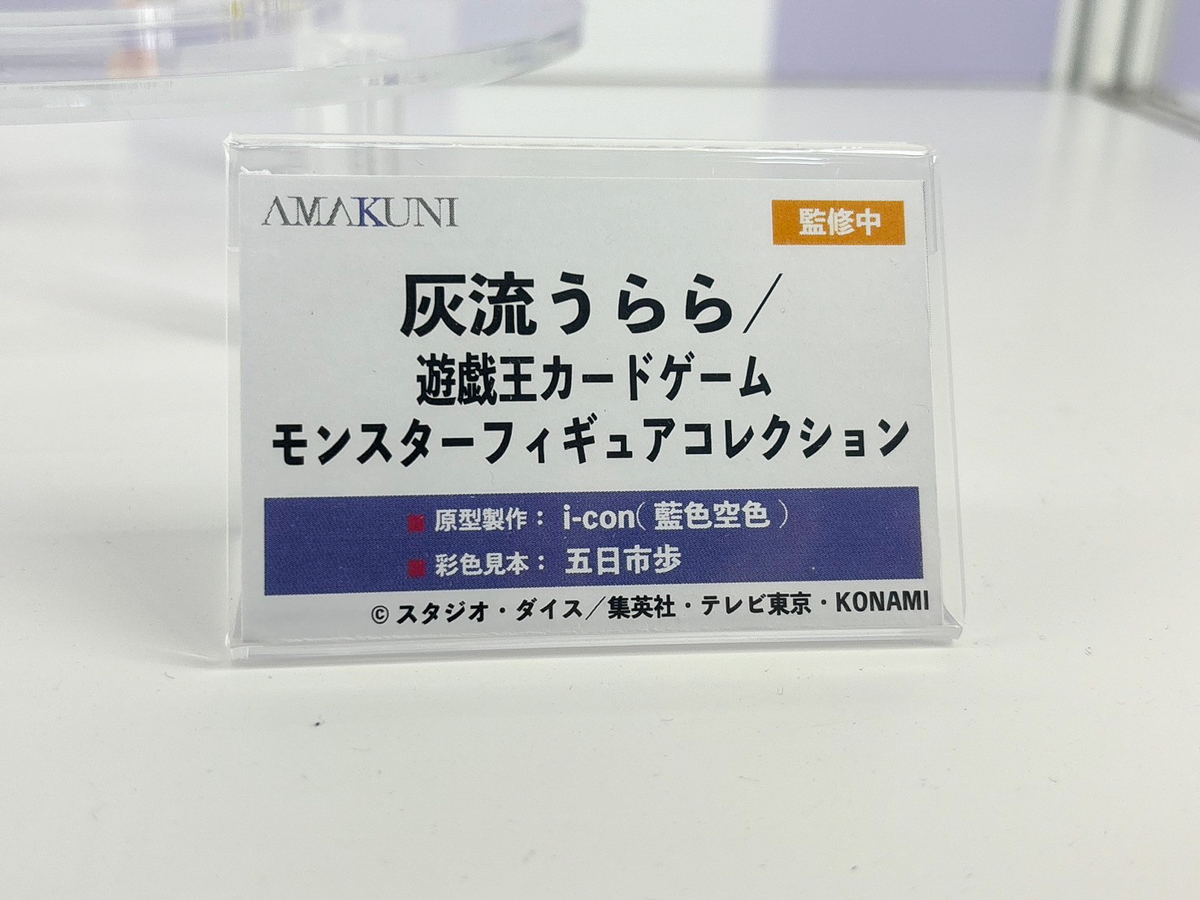 AMAKUNI
監修中
灰流うらら/
遊戯王カードゲーム
モンスターフィギュアコレクション
■ 原型製作： i-con（藍色空色）
■ 彩色見本： 五日市歩
© スタジオ・ダイス／集英社・テレビ東京・KONAMI